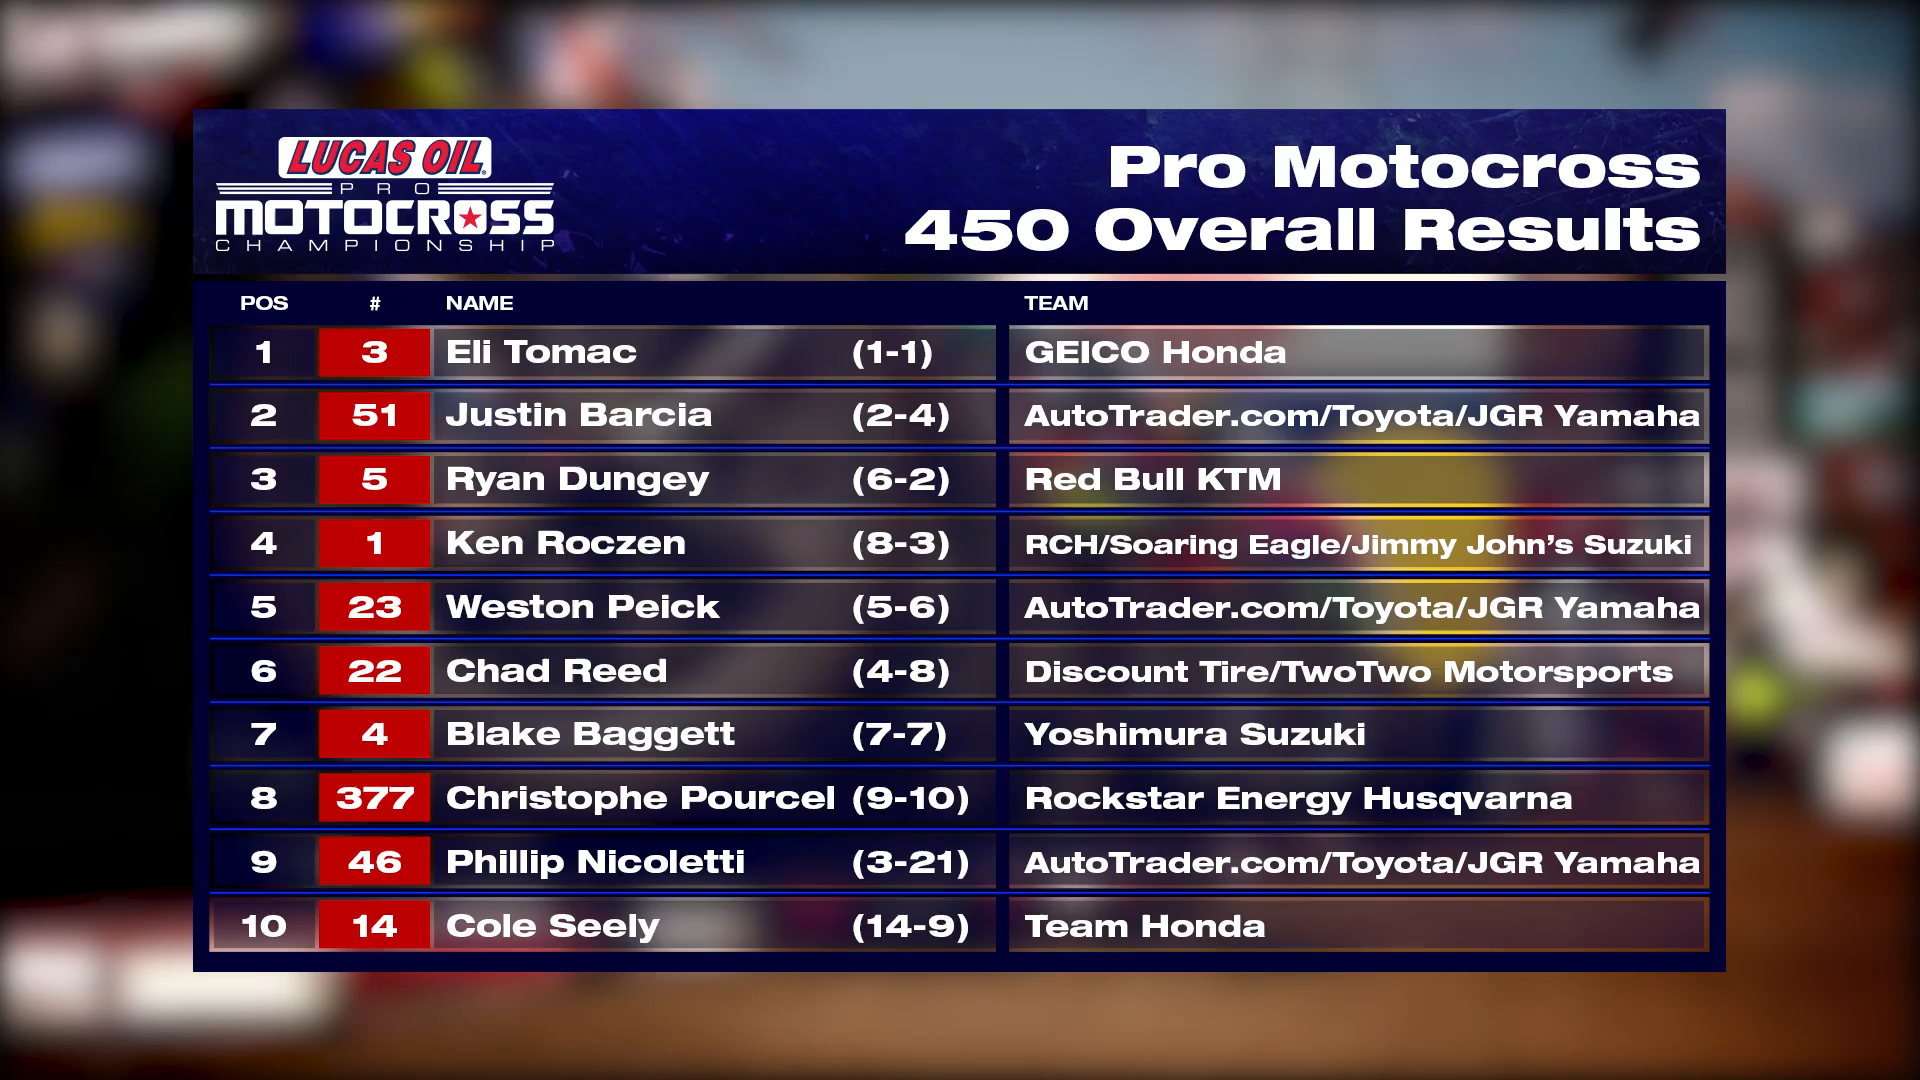 LUCAS OIL
PRO
MOTOCROSS
CHAMPIONSHIP
Pro Motocross
450 Overall Results
POS # NAME TEAM
1 3 Eli Tomac (1-1) GEICO Honda
2 51 Justin Barcia (2-4) AutoTrader.com/Toyota/JGR Yamaha
3 5 Ryan Dungey (6-2) Red Bull KTM
4 1 Ken Roczen (8-3) RCH/Soaring Eagle/Jimmy John’s Suzuki
5 23 Weston Peick (5-6) AutoTrader.com/Toyota/JGR Yamaha
6 22 Chad Reed (4-8) Discount Tire/TwoTwo Motorsports
7 4 Blake Baggett (7-7) Yoshimura Suzuki
8 377 Christophe Pourcel (9-10) Rockstar Energy Husqvarna
9 46 Phillip Nicoletti (3-21) AutoTrader.com/Toyota/JGR Yamaha
10 14 Cole Seely (14-9) Team Honda